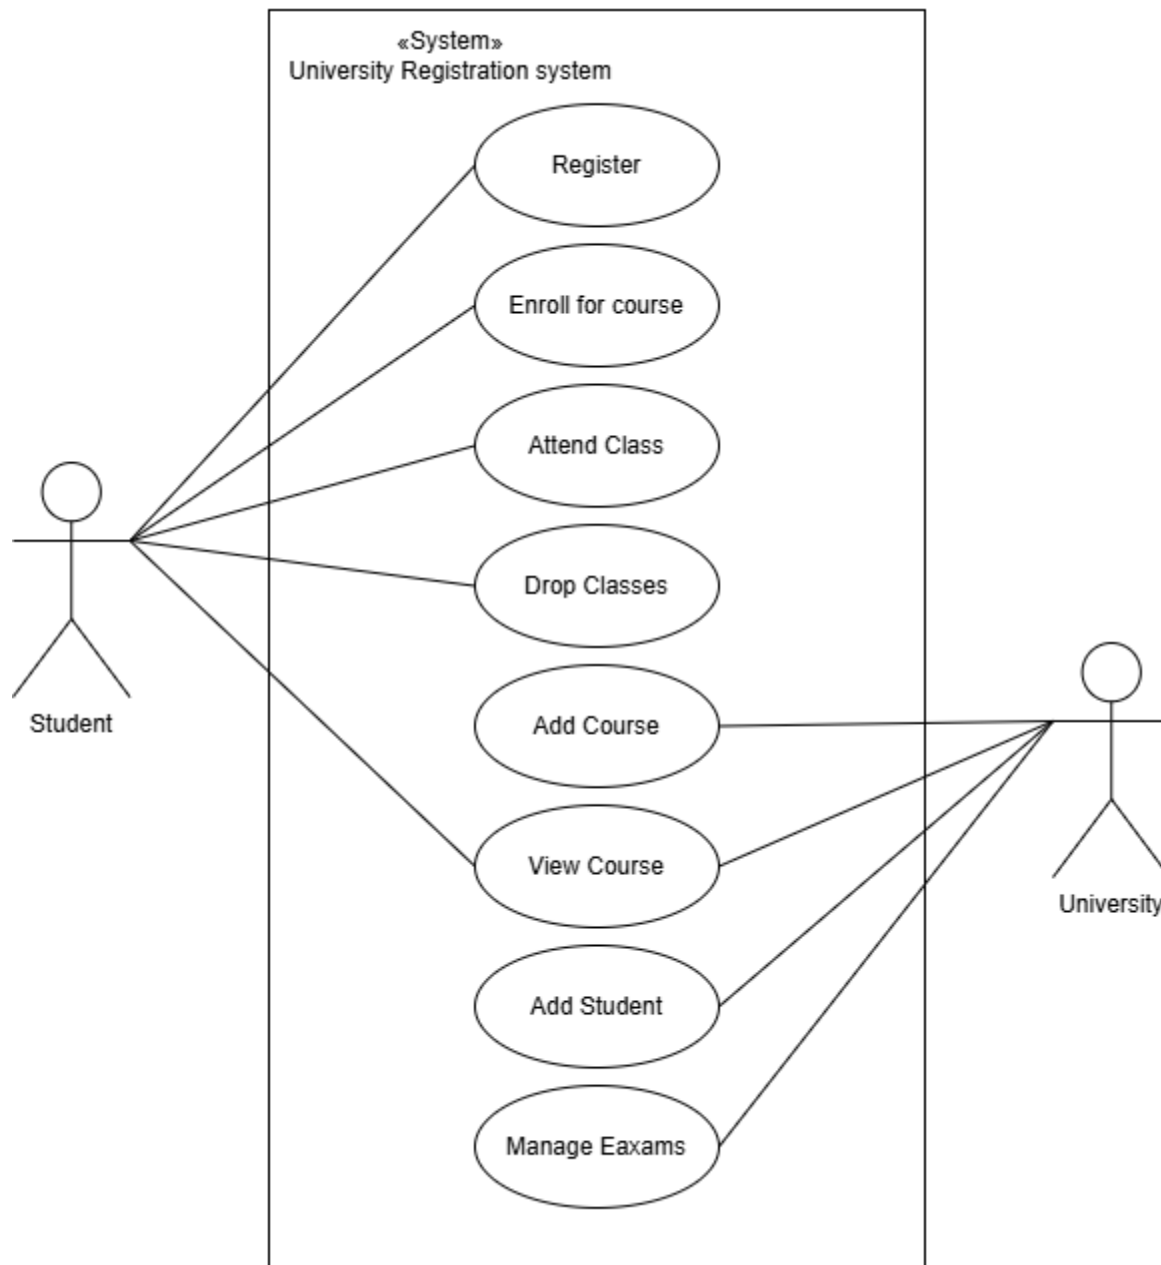 «System»
University Registration system
Register
Enroll for course
Attend Class
Drop Classes
Student
Add Course
View Course
University
Add Student
Manage Eaxams